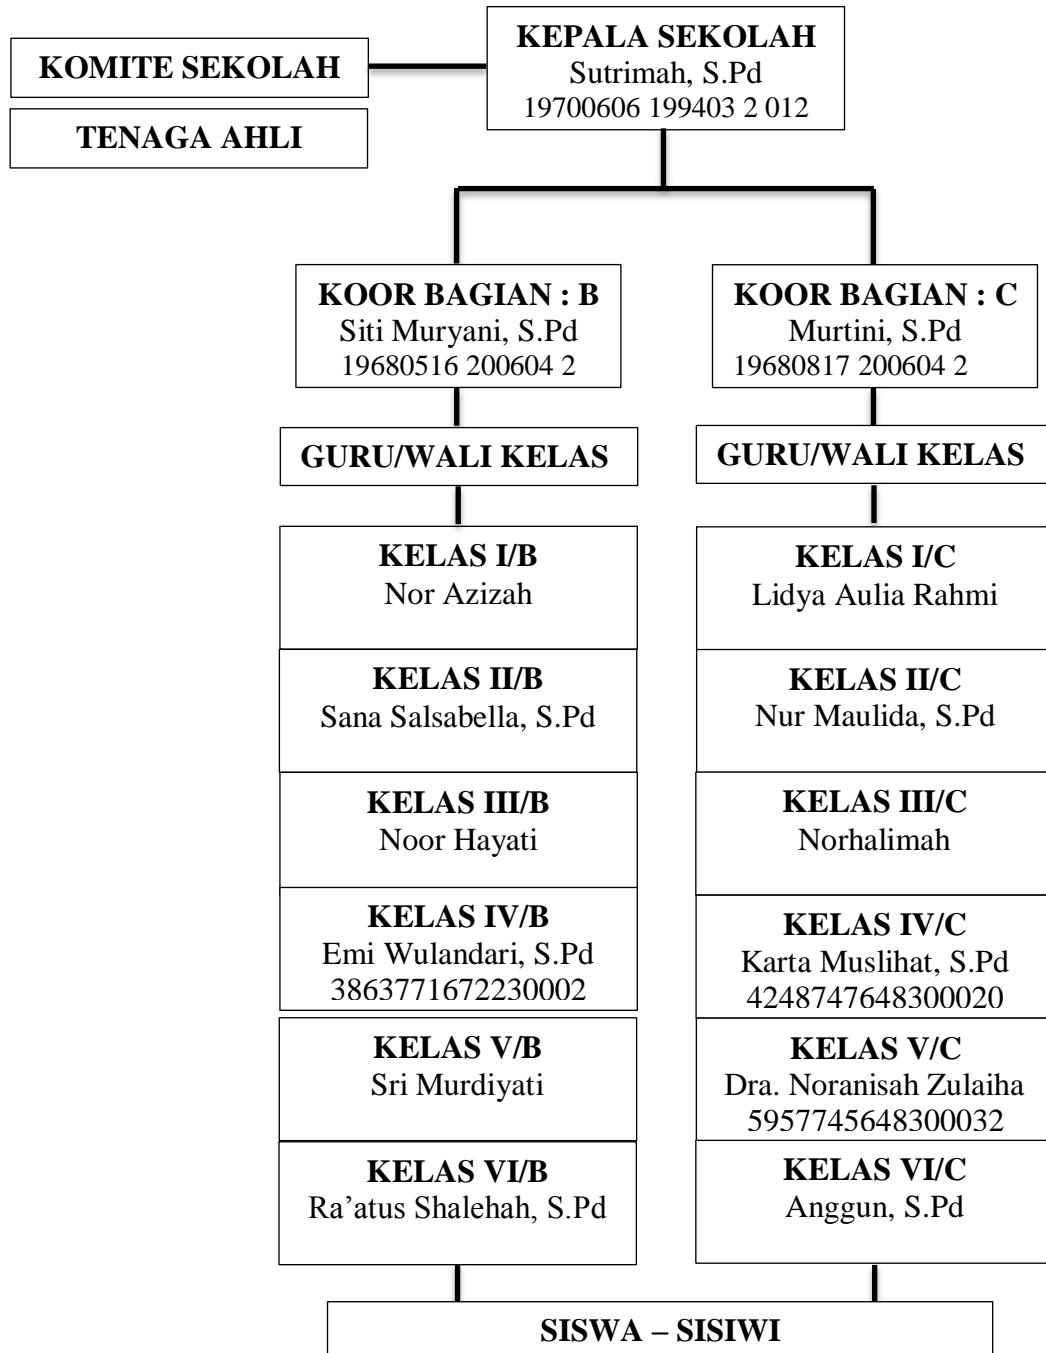 KEPALA SEKOLAH
Sutrimah, S.Pd
19700606 199403 2 012
KOMITE SEKOLAH
TENAGA AHLI
KOOR BAGIAN : B
Siti Muryani, S.Pd
19680516 200604 2
KOOR BAGIAN : C
Murtini, S.Pd
19680817 200604 2
GURU/WALI KELAS
GURU/WALI KELAS
KELAS I/B
Nor Azizah
KELAS I/C
Lidya Aulia Rahmi
KELAS II/B
Sana Salsabella, S.Pd
KELAS II/C
Nur Maulida, S.Pd
KELAS III/B
Noor Hayati
KELAS III/C
Norhalimah
KELAS IV/B
Emi Wulandari, S.Pd
3863771672230002
KELAS IV/C
Karta Muslihat, S.Pd
4248747648300020
KELAS V/B
Sri Murdiyati
KELAS V/C
Dra. Noranisah Zulaiha
5957745648300032
KELAS VI/B
Ra’atus Shalehah, S.Pd
KELAS VI/C
Anggun, S.Pd
SISWA – SISIWI